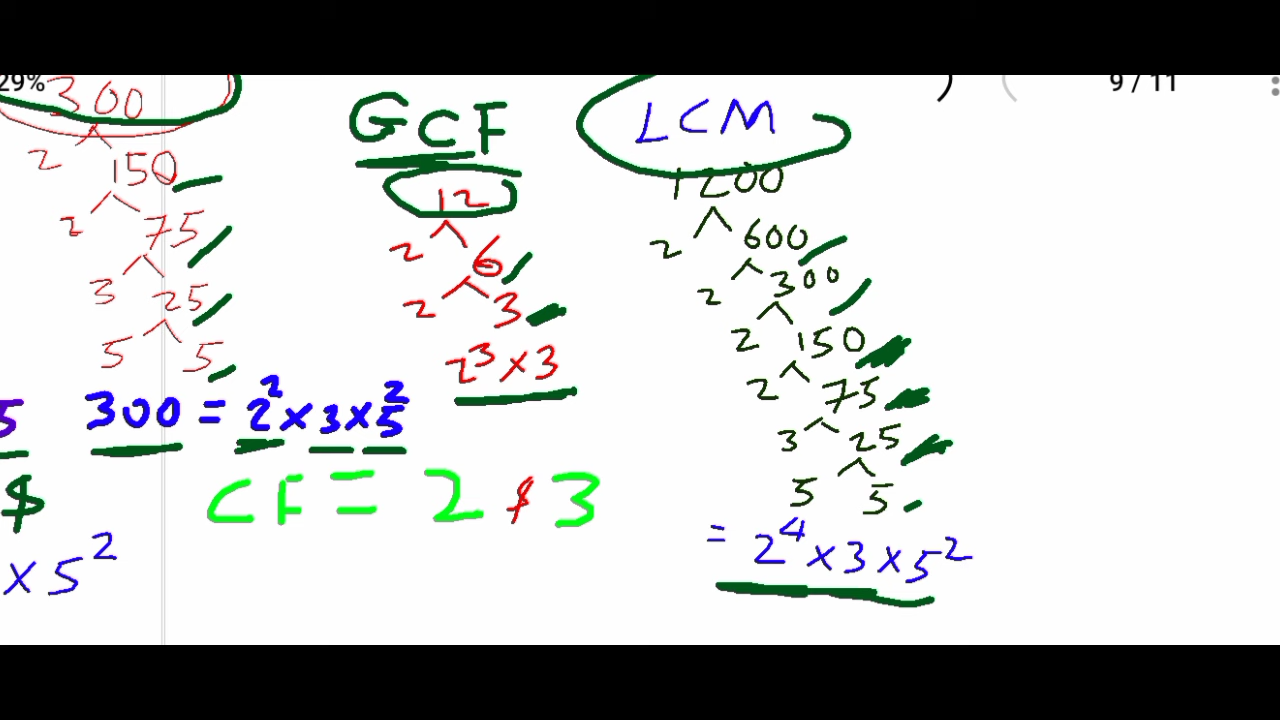 29%
9 / 11
300
2 150
2 75
3 25
5 5
300 = 2² × 3 × 5²
5
$
× 5²
GCF
12
2 6
2 3
2³ × 3
CF = 2 $ 3
LCM
1200
2 600
2 300
2 150
2 75
3 25
5 5
= 2⁴ × 3 × 5²